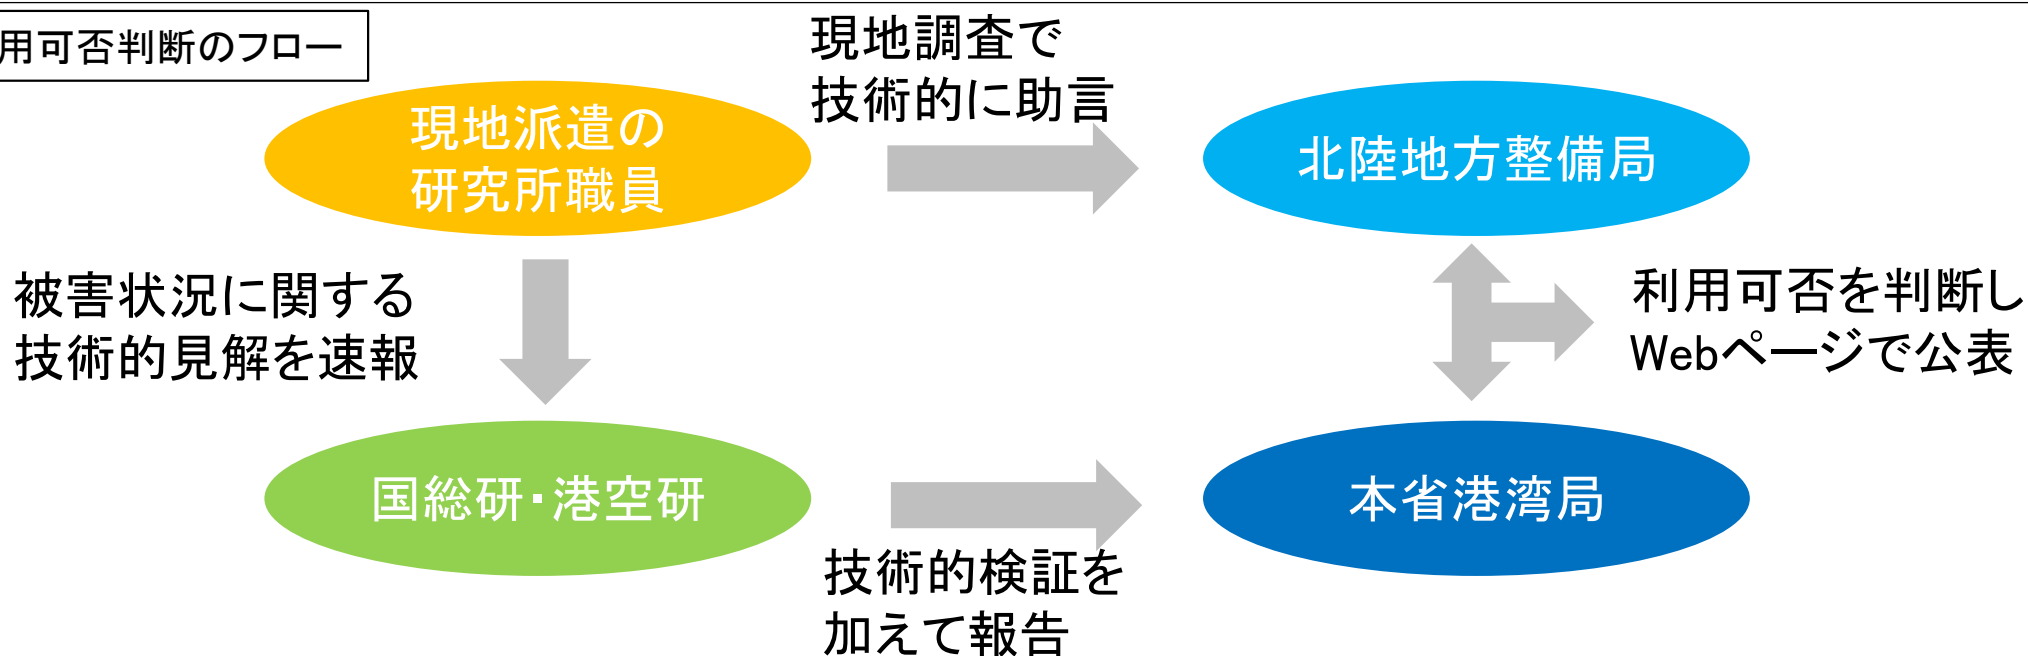 用可否判断のフロー
現地調査で
技術的に助言
現地派遣の
研究所職員
北陸地方整備局
被害状況に関する
技術的見解を速報
利用可否を判断し
Webページで公表
国総研・港空研
本省港湾局
技術的検証を
加えて報告